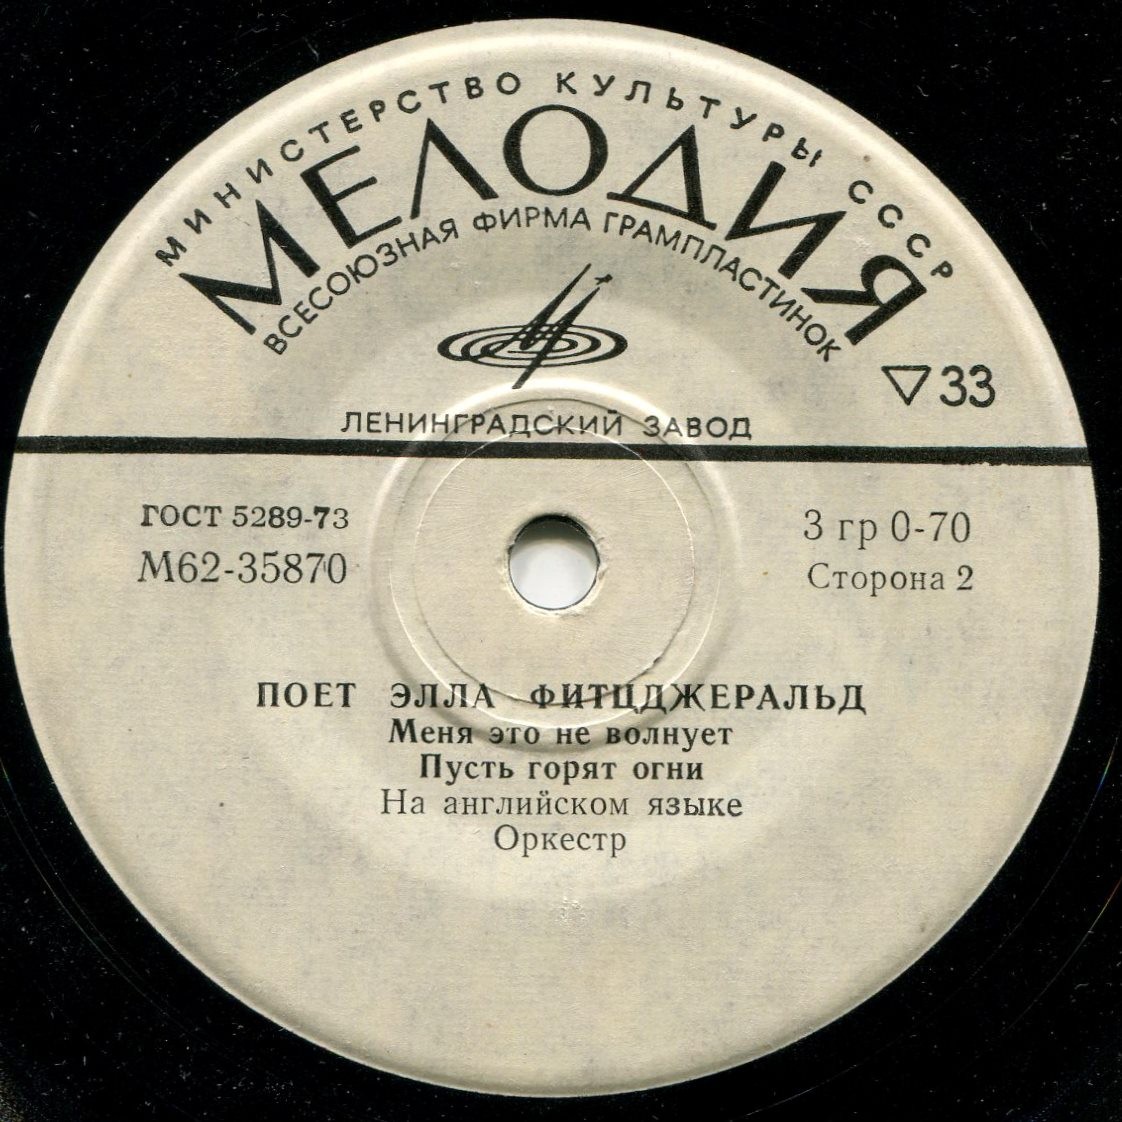 МИНИСТЕРСТВО КУЛЬТУРЫ СССР
МЕЛОДИЯ
ВСЕСОЮЗНАЯ ФИРМА ГРАМПЛАСТИНОК
▽33
ЛЕНИНГРАДСКИЙ ЗАВОД
ГОСТ 5289-73
М62-35870
3 гр 0-70
Сторона 2
ПОЕТ ЭЛЛА ФИТЦДЖЕРАЛЬД
Меня это не волнует
Пусть горят огни
На английском языке
Оркестр